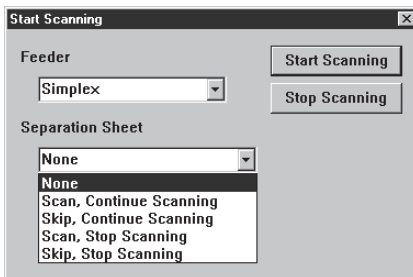 Start Scanning
Feeder
Start Scanning
Simplex
Stop Scanning
Separation Sheet
None
None
Scan, Continue Scanning
Skip, Continue Scanning
Scan, Stop Scanning
Skip, Stop Scanning